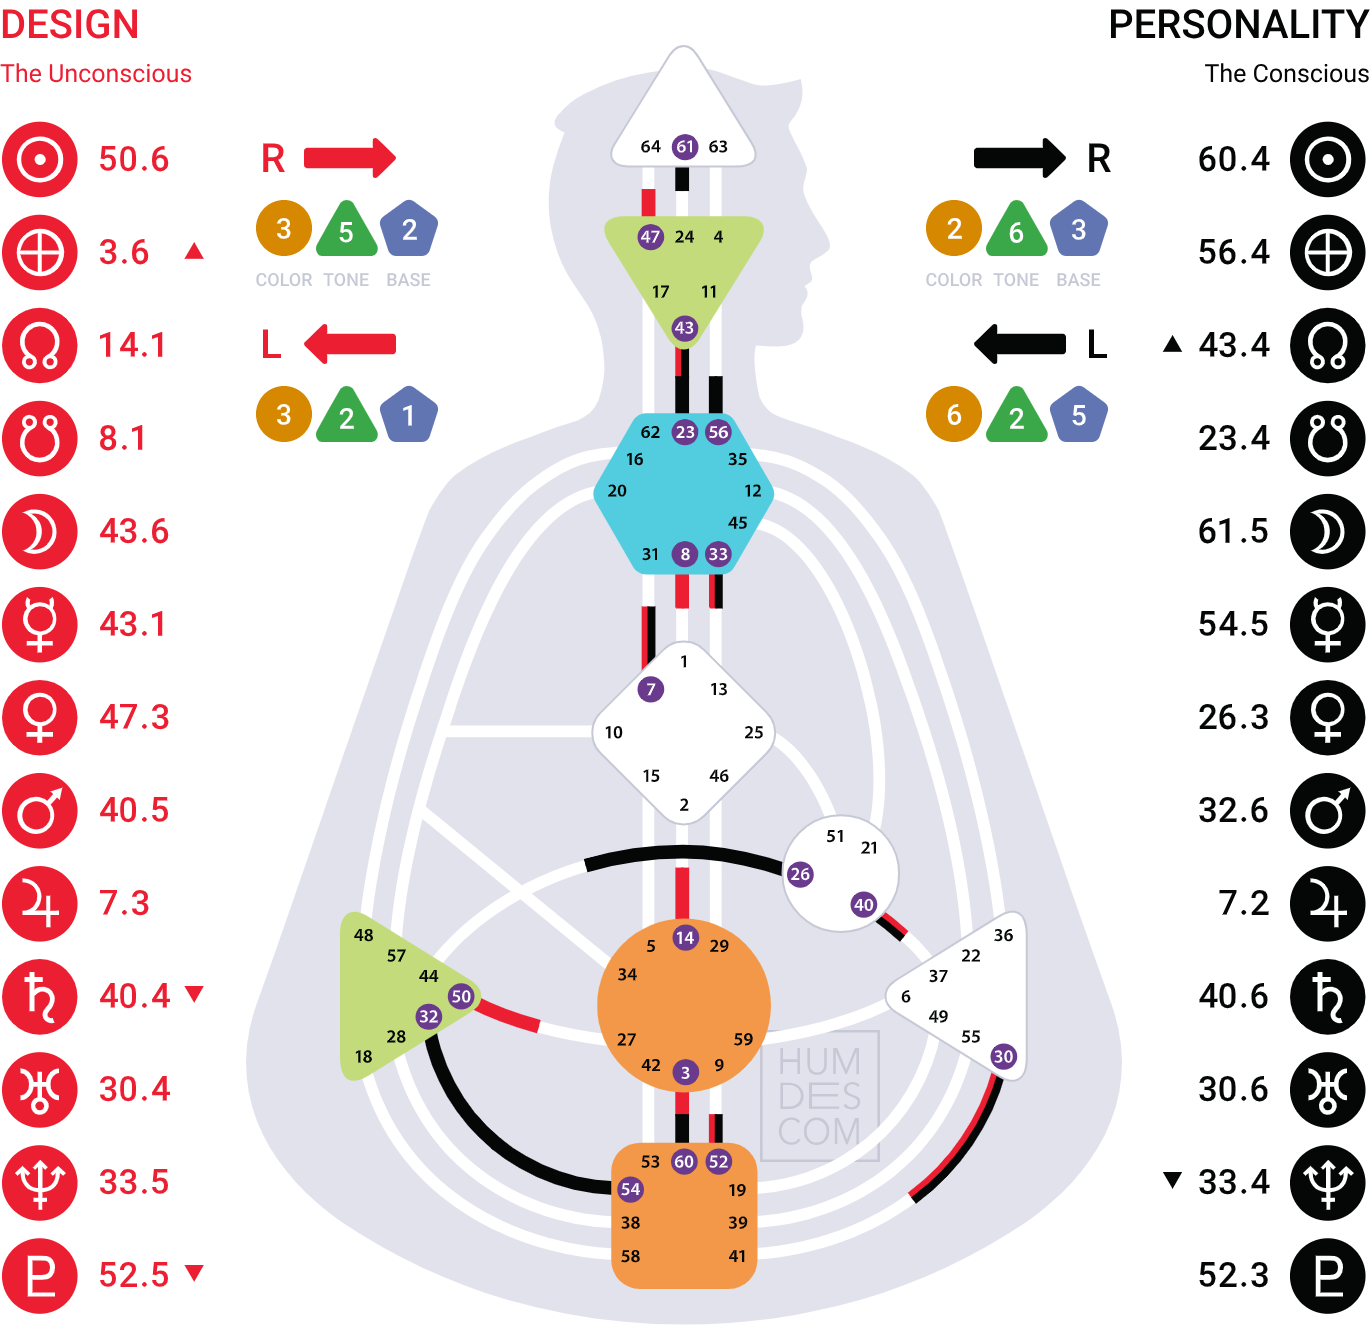 DESIGN
The Unconscious
PERSONALITY
The Conscious
50.6
R
R
60.4
3 5 2
COLOR TONE BASE
2 6 3
COLOR TONE BASE
3.6 ▲
56.4
14.1
L
L
▲ 43.4
3 2 1
6 2 5
8.1
23.4
43.6
61.5
43.1
54.5
47.3
26.3
40.5
32.6
7.3
7.2
40.4 ▼
40.6
30.4
30.6
33.5
▼ 33.4
52.5 ▼
52.3
64 61 63
47 24 4
17 11
43
62 23 56
16 35
20 12
45
31 8 33
1
7 13
10 25
15 46
2
51
21
26
40
48
57
44
50
32
28
18
5 14 29
34
27 59
42 3 9
36
22
37
6
49
55
30
53 60 52
54 19
38 39
58 41
HUM
DES
COM